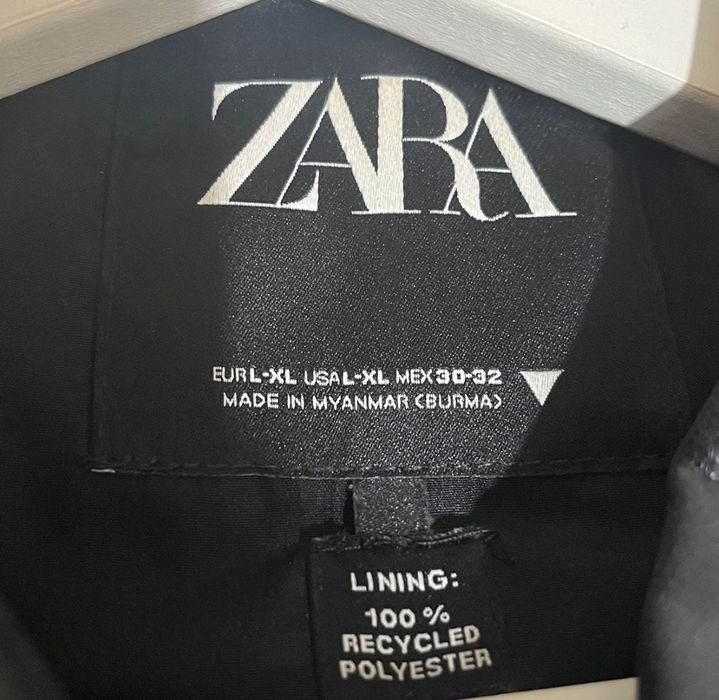 ZARA
EUR L-XL USA L-XL MEX 30-32
MADE IN MYANMAR (BURMA)
LINING:
100 %
RECYCLED
POLYESTER